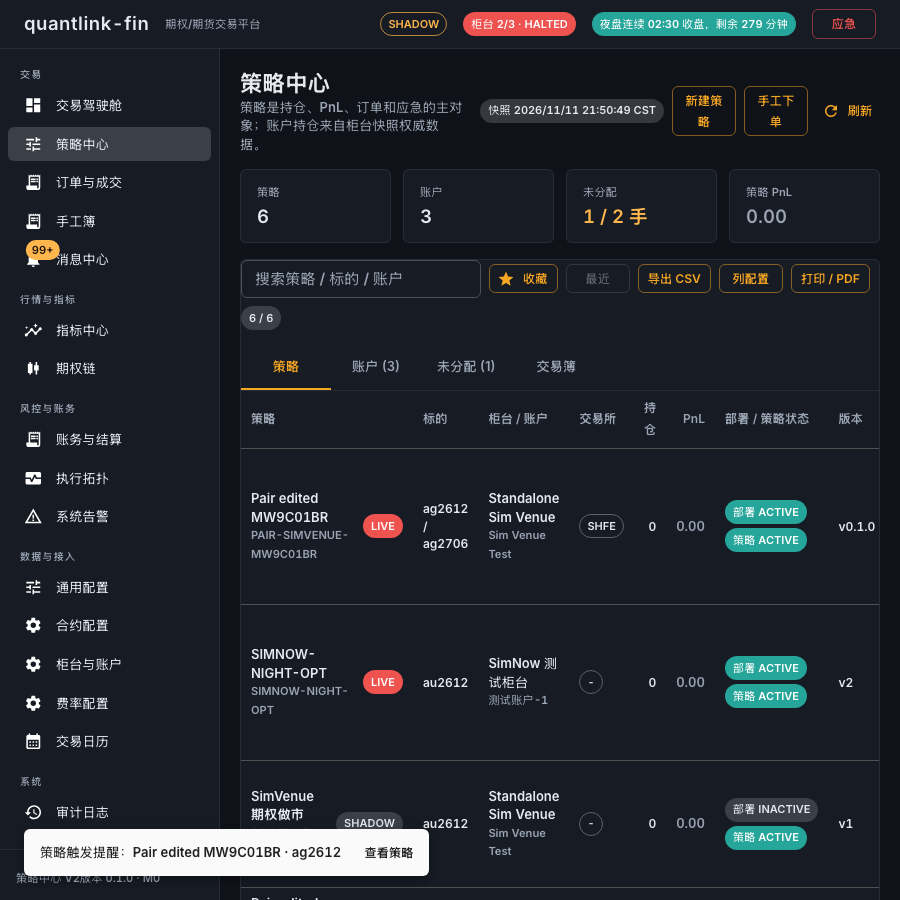 quantlink-fin
期权/期货交易平台
SHADOW
柜台 2/3 · HALTED
夜盘连续 02:30 收盘，剩余 279 分钟
应急
交易
交易驾驶舱
策略中心
订单与成交
手工簿
99+
消息中心
行情与指标
指标中心
期权链
风控与账务
账务与结算
执行拓扑
系统告警
数据与接入
通用配置
合约配置
柜台与账户
费率配置
交易日历
系统
审计日志
策略中心 V2版本 0.1.0 · M0
策略中心
策略是持仓、PnL、订单和应急的主对
象；账户持仓来自柜台快照权威数
据。
快照 2026/11/11 21:50:49 CST
新建策
略
手工下
单
刷新
策略
6
账户
3
未分配
1 / 2 手
策略 PnL
0.00
搜索策略 / 标的 / 账户
收藏
最近
导出 CSV
列配置
打印 / PDF
6 / 6
策略
账户 (3)
未分配 (1)
交易簿
策略
标的
柜台 / 账户
交易所
持
仓
PnL
部署 / 策略状态
版本
Pair edited
MW9C01BR
PAIR-SIMVENUE-
MW9C01BR
LIVE
ag2612
/
ag2706
Standalone
Sim Venue
Sim Venue
Test
SHFE
0
0.00
部署 ACTIVE
策略 ACTIVE
v0.1.0
SIMNOW-
NIGHT-OPT
SIMNOW-NIGHT-
OPT
LIVE
au2612
SimNow 测
试柜台
测试账户-1
-
0
0.00
部署 ACTIVE
策略 ACTIVE
v2
SimVenue
期权做市
SHADOW
au2612
Standalone
Sim Venue
Sim Venue
Test
-
0
0.00
部署 INACTIVE
策略 ACTIVE
v1
策略触发提醒：Pair edited MW9C01BR · ag2612
查看策略